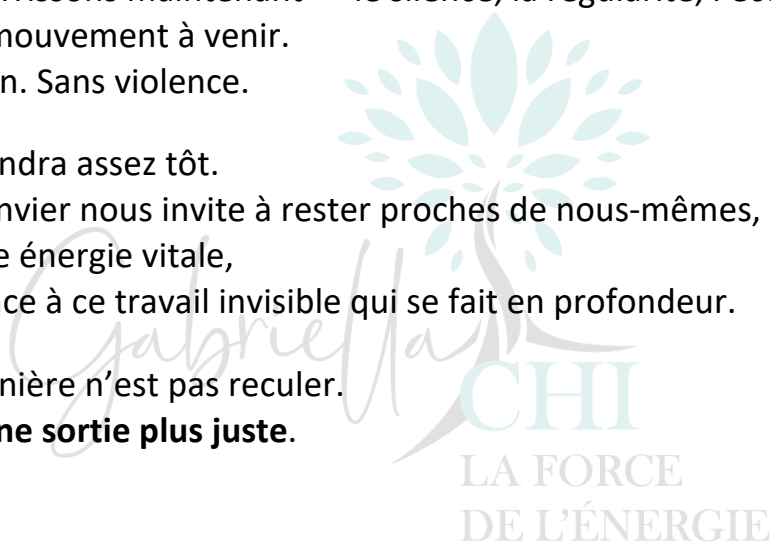 maintenant
mouvement à venir.
n. Sans violence.
ndra assez tôt.
nvier nous invite à rester proches de nous-mêmes,
e énergie vitale,
ce à ce travail invisible qui se fait en profondeur.
nière n’est pas reculer.
ne sortie plus juste.
Gabriella
CHI
LA FORCE
DE L’ÉNERGIE